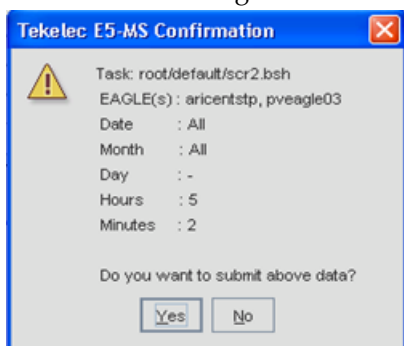 Tekelec E5-MS Confirmation
Task: root/default/scr2.bsh
EAGLE(s) : aricentstp, pveagle03
Date : All
Month : All
Day : -
Hours : 5
Minutes : 2
Do you want to submit above data?
Yes No